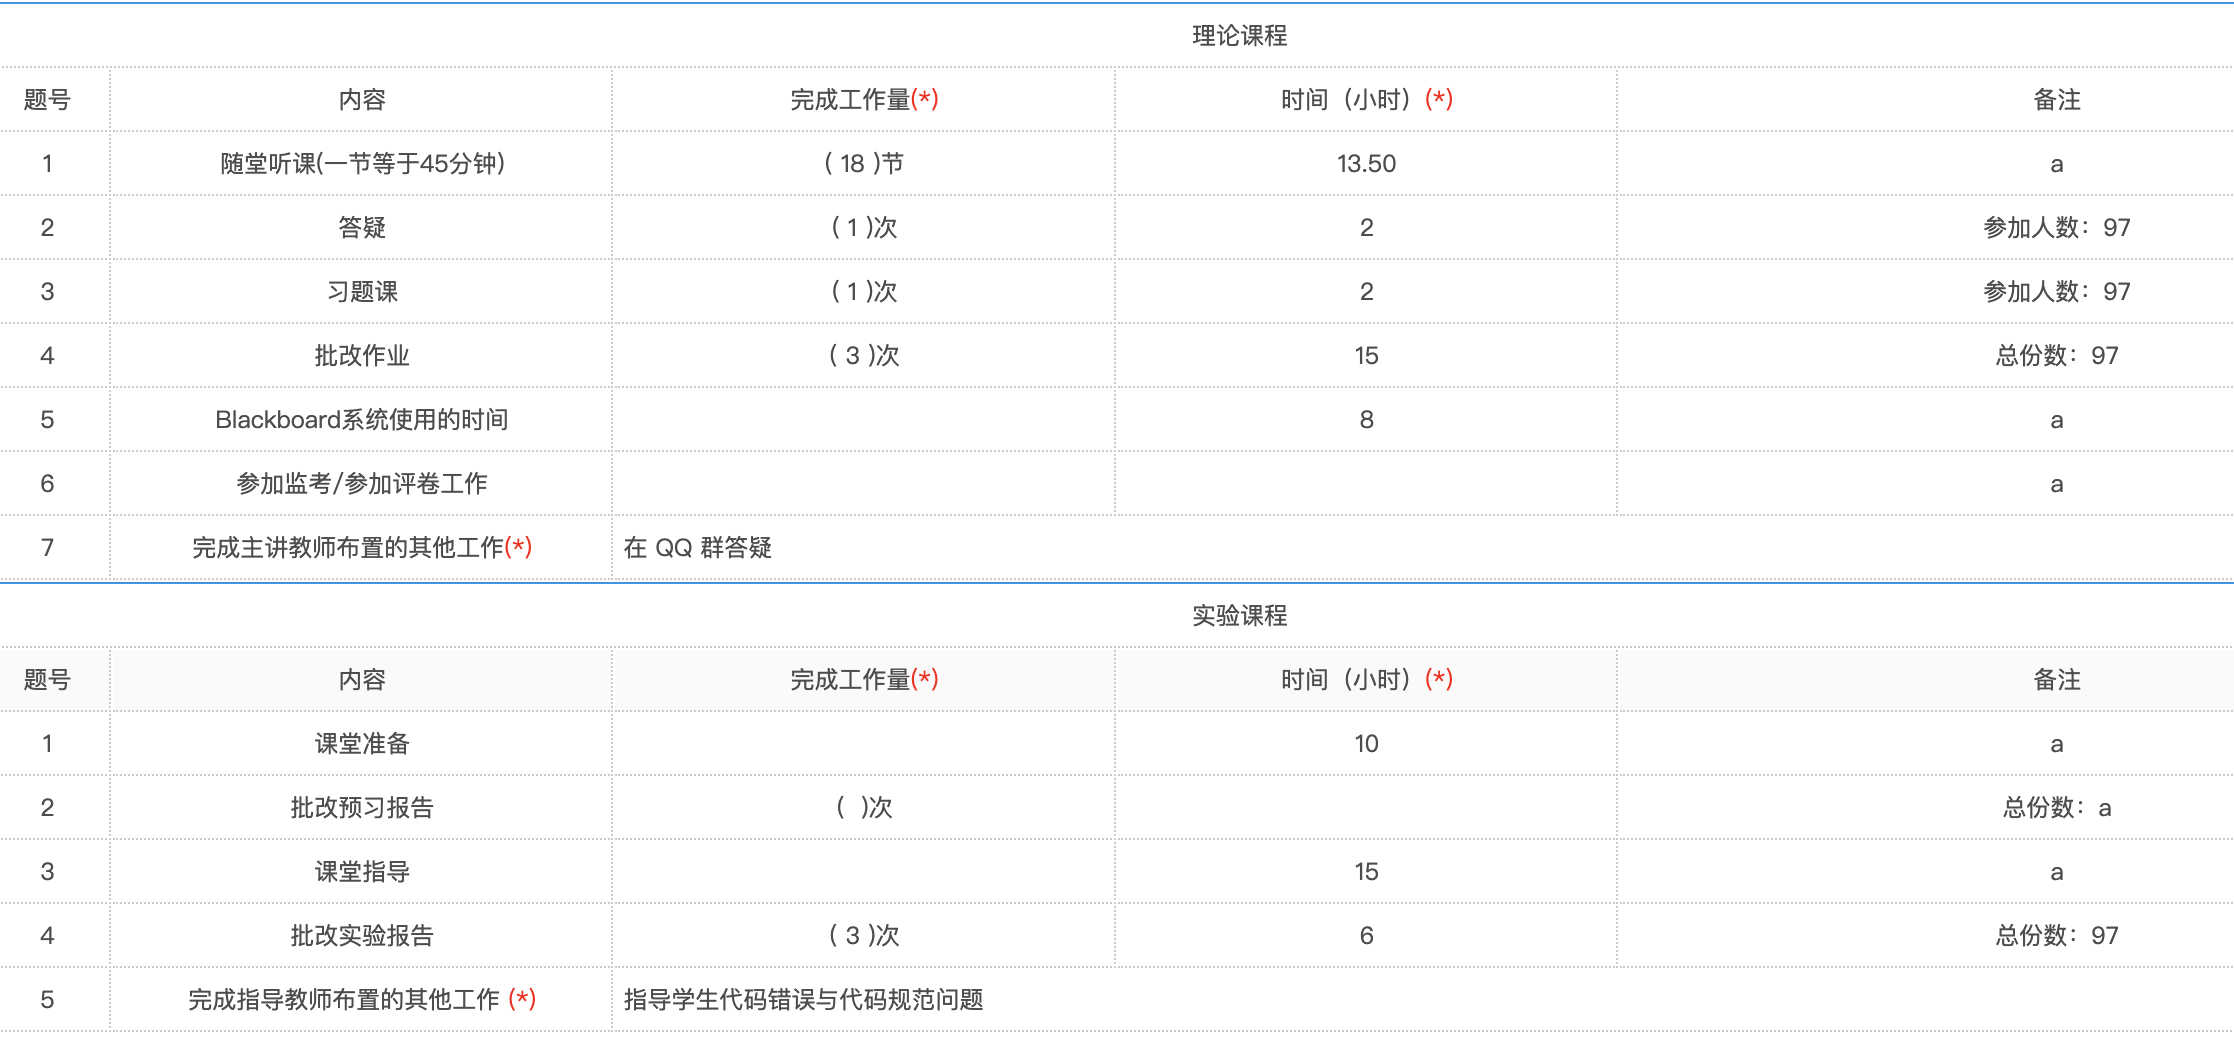 理论课程
题号 内容 完成工作量(*) 时间（小时）(*) 备注
1 随堂听课(一节等于45分钟) ( 18 )节 13.50 a
2 答疑 ( 1 )次 2 参加人数：97
3 习题课 ( 1 )次 2 参加人数：97
4 批改作业 ( 3 )次 15 总份数：97
5 Blackboard系统使用的时间 8 a
6 参加监考/参加评卷工作 a
7 完成主讲教师布置的其他工作(*) 在 QQ 群答疑
实验课程
题号 内容 完成工作量(*) 时间（小时）(*) 备注
1 课堂准备 10 a
2 批改预习报告 ( )次 总份数：a
3 课堂指导 15 a
4 批改实验报告 ( 3 )次 6 总份数：97
5 完成指导教师布置的其他工作 (*) 指导学生代码错误与代码规范问题